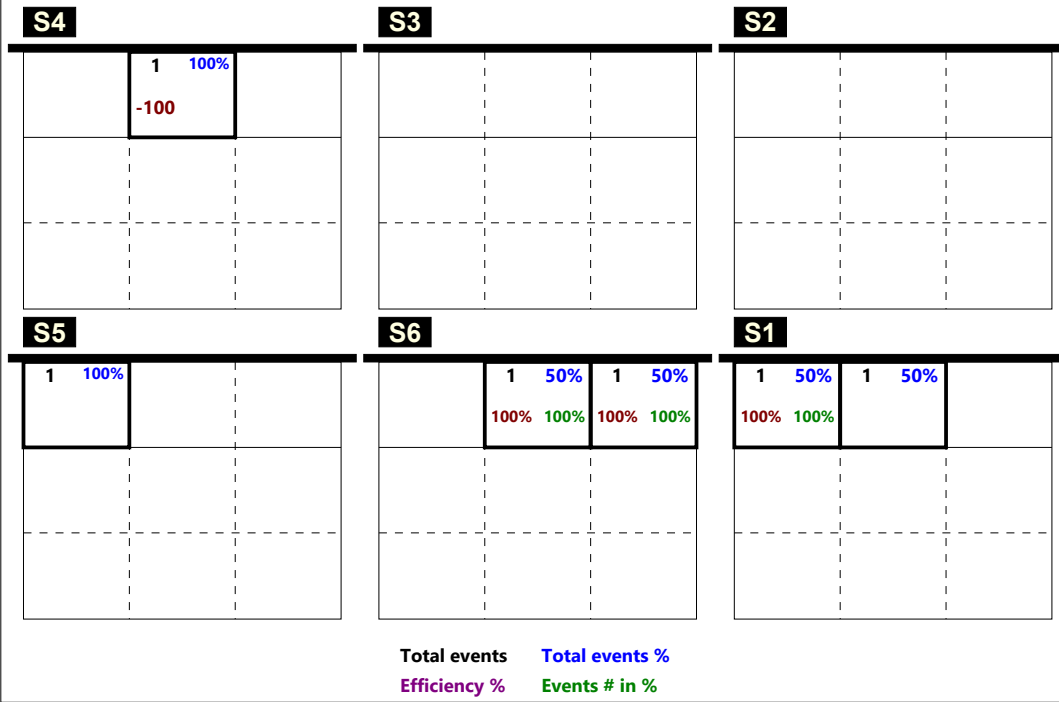 S4 S3 S2
1 100%
-100
S5 S6 S1
1 100% 1 50% 1 50% 1 50% 1 50%
100% 100% 100% 100% 100% 100%
Total events Total events %
Efficiency % Events # in %